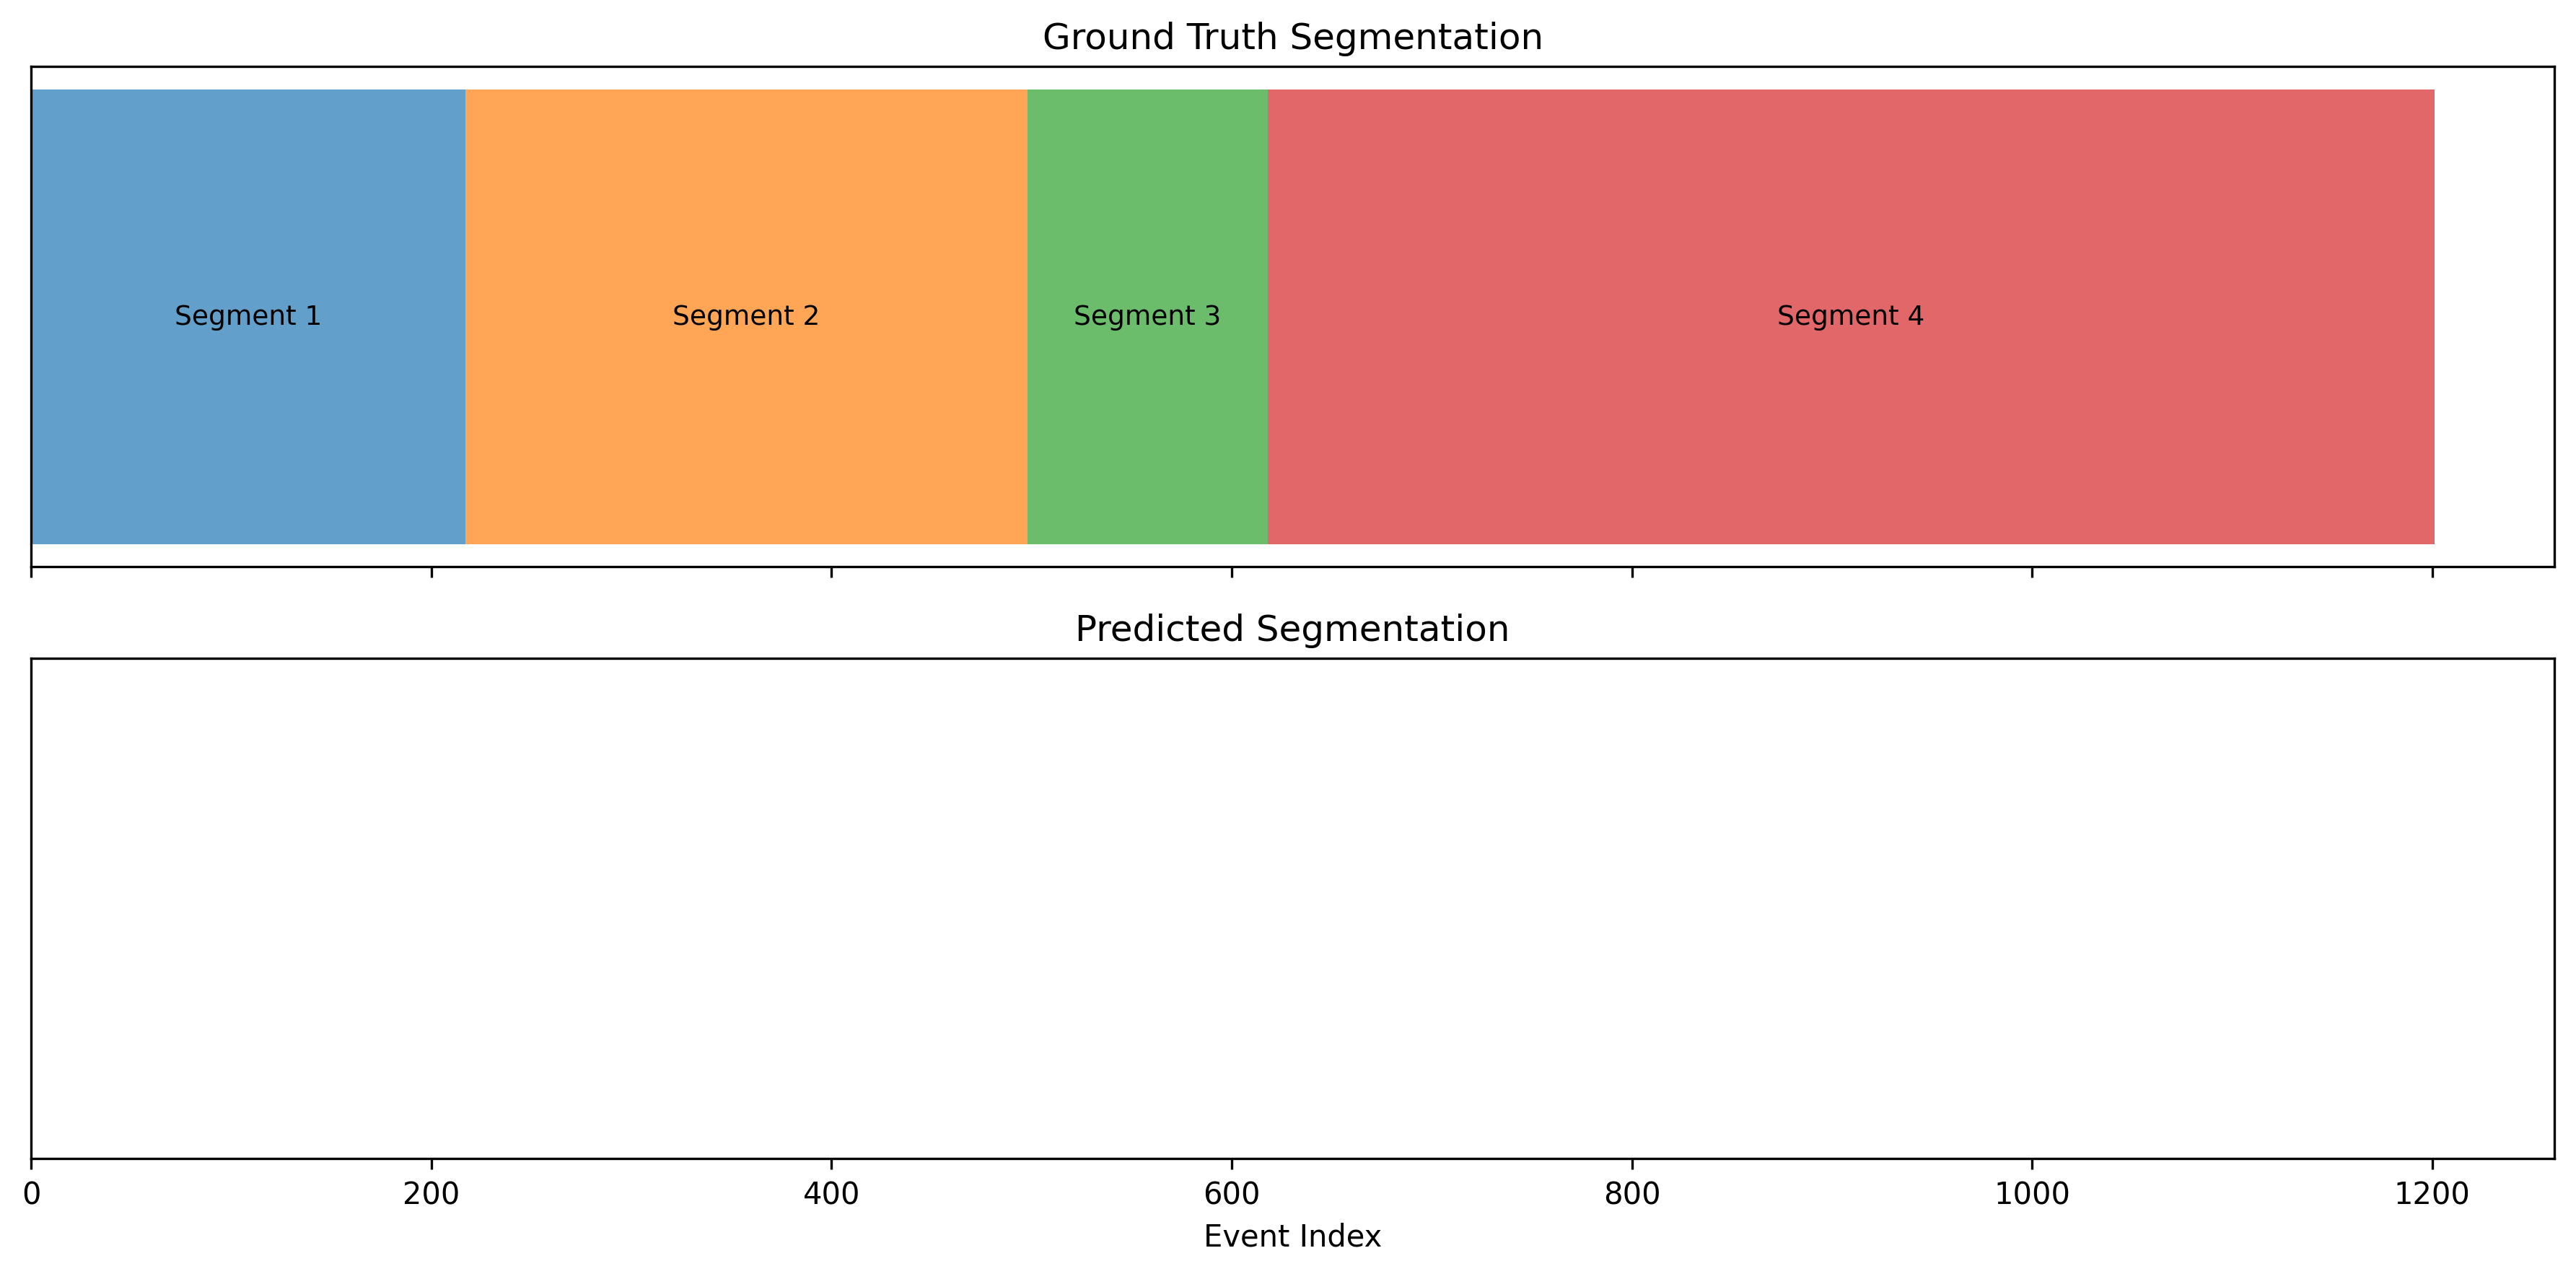 Ground Truth Segmentation
Segment 1 Segment 2 Segment 3 Segment 4
Predicted Segmentation
0 200 400 600 800 1000 1200
Event Index